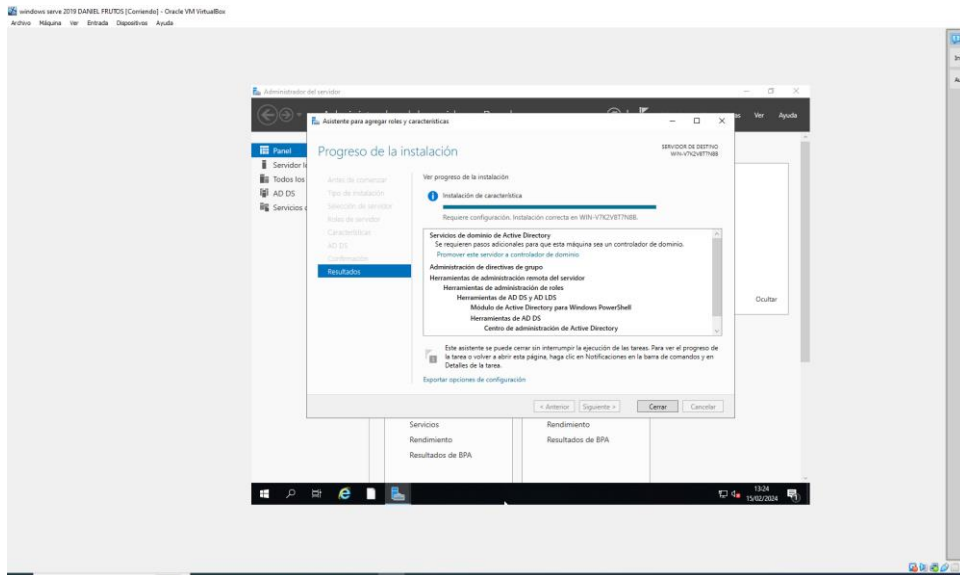 windows serve 2019 DANIEL FRUTOS [Corriendo] - Oracle VM VirtualBox
Archivo Máquina Ver Entrada Dispositivos Ayuda
Administrador del servidor
Ver Ayuda
Asistente para agregar roles y características
Progreso de la instalación
SERVIDOR DE DESTINO
WIN-V7K2V8T7N8B
Panel
Servidor
Todos los
AD DS
Servicios
Antes de comenzar
Tipo de instalación
Selección de servidor
Roles de servidor
Características
AD DS
Confirmación
Resultados
Ver progreso de la instalación
Instalación de característica
Requiere configuración. Instalación correcta en WIN-V7K2V8T7N8B.
Servicios de dominio de Active Directory
Se requieren pasos adicionales para que esta máquina sea un controlador de dominio.
Promover este servidor a controlador de dominio
Administración de directivas de grupo
Herramientas de administración remota del servidor
Herramientas de administración de roles
Herramientas de AD DS y AD LDS
Módulo de Active Directory para Windows PowerShell
Herramientas de AD DS
Centro de administración de Active Directory
Este asistente se puede cerrar sin interrumpir la ejecución de las tareas. Para ver el progreso de
la tarea o volver a abrir esta página, haga clic en Notificaciones en la barra de comandos y en
Detalles de la tarea.
Exportar opciones de configuración
< Anterior Siguiente > Cerrar Cancelar
Ocultar
Servicios
Rendimiento
Resultados de BPA
Rendimiento
Resultados de BPA
13:24
15/02/2024